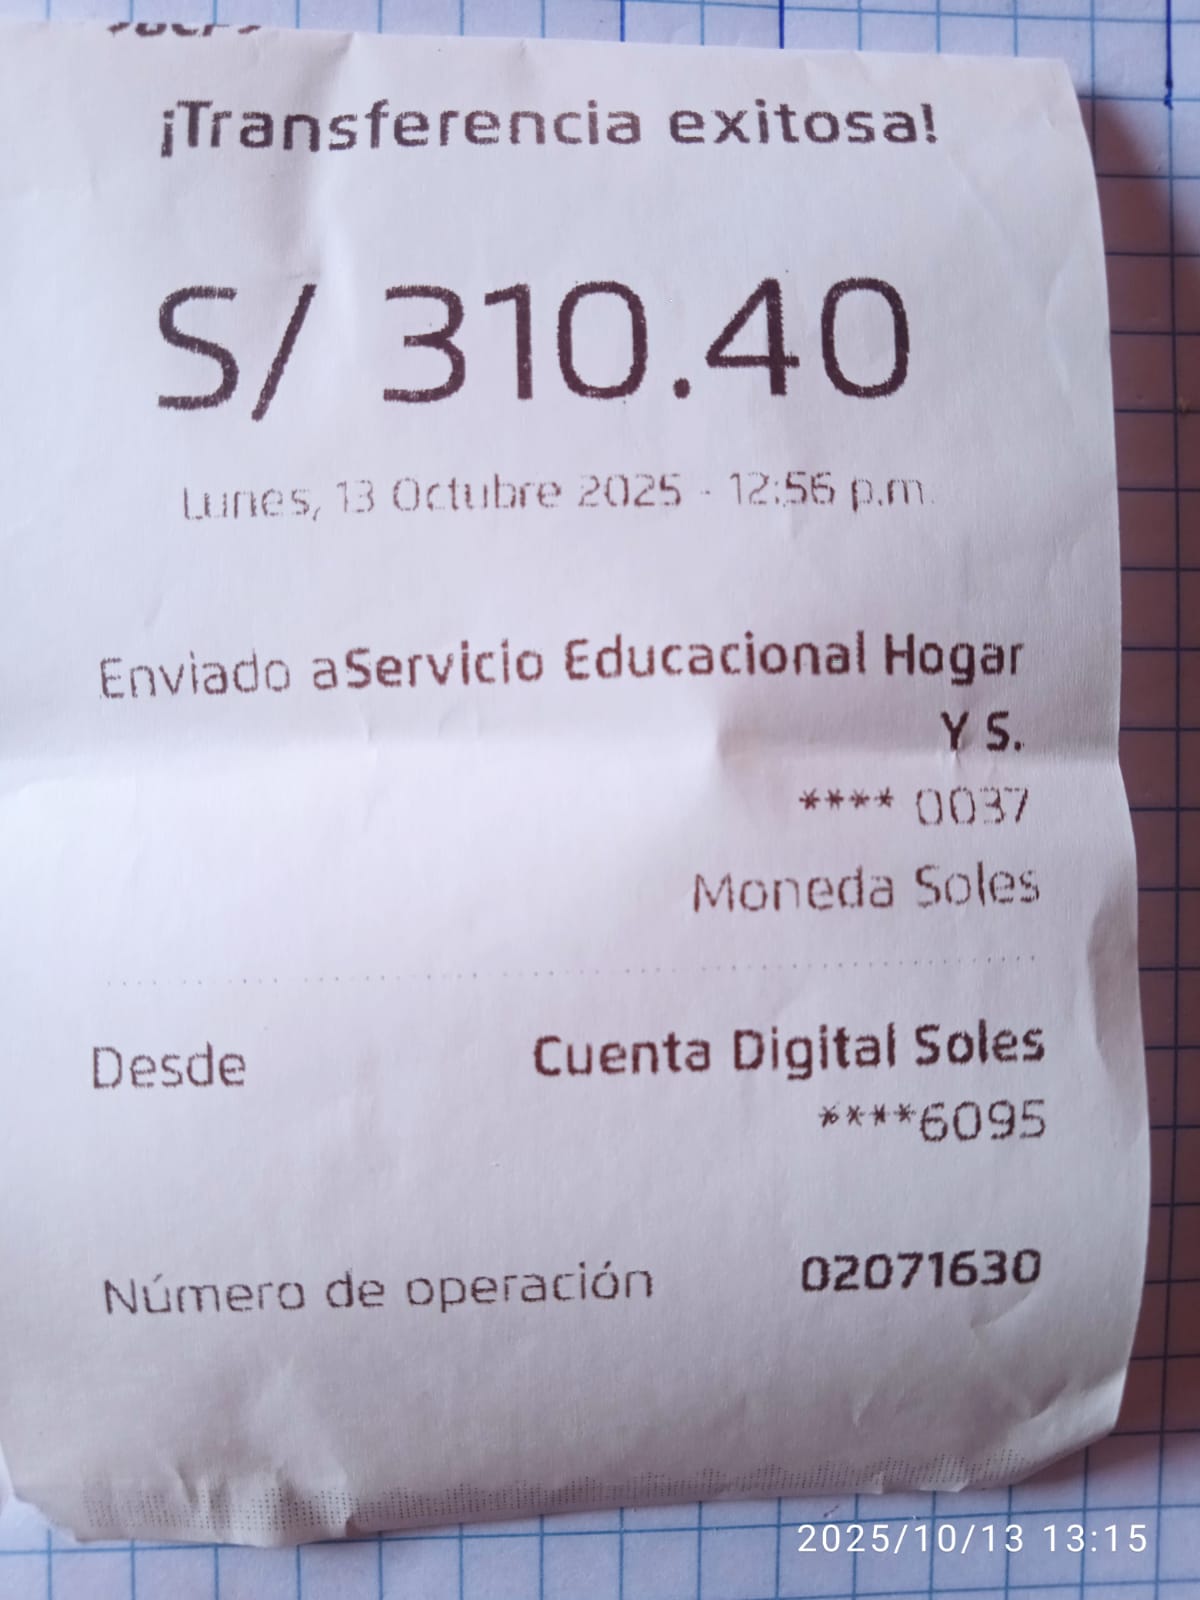 ¡Transferencia exitosa!
S/ 310.40
Lunes, 13 Octubre 2025 - 12:56 p.m.
Enviado aServicio Educacional Hogar
Y S.
**** 0037
Moneda Soles
Desde Cuenta Digital Soles
****6095
Número de operación 02071630
2025/10/13 13:15